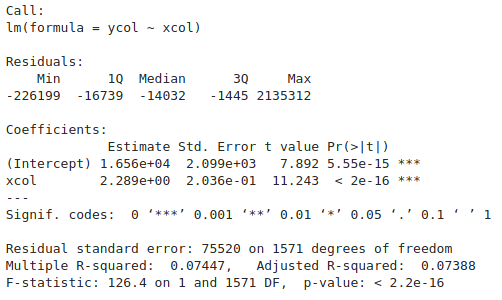 Call:
lm(formula = ycol ~ xcol)
Residuals:
Min 1Q Median 3Q Max
-226199 -16739 -14032 -1445 2135312
Coefficients:
Estimate Std. Error t value Pr(>|t|)
(Intercept) 1.656e+04 2.099e+03 7.892 5.55e-15 ***
xcol 2.289e+00 2.036e-01 11.243 < 2e-16 ***
---
Signif. codes: 0 ‘***’ 0.001 ‘**’ 0.01 ‘*’ 0.05 ‘.’ 0.1 ‘ ’ 1
Residual standard error: 75520 on 1571 degrees of freedom
Multiple R-squared: 0.07447, Adjusted R-squared: 0.07388
F-statistic: 126.4 on 1 and 1571 DF, p-value: < 2.2e-16